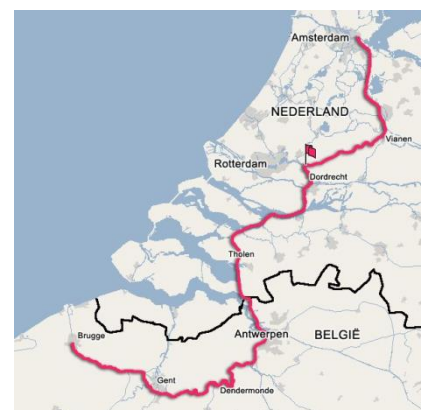 Amsterdam
NEDERLAND
Vianen
Rotterdam
Dordrecht
Tholen
Antwerpen
BELGIË
Brugge
Gent
Dendermonde